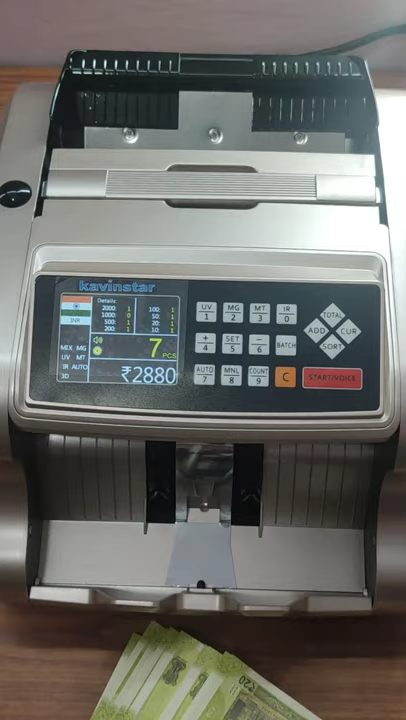 kavinstar
Details:
2000: 1 100: 1
1000: 0 50: 1
500: 1 20: 1
200: 1 10: 1
INR
MIX MG
UV MT
IR AUTO
3D
7 PCS
₹2880
UV 1 MG 2 MT 3 IR 0
+ 4 SET 5 - 6 BATCH
AUTO 7 MNL 8 COUNT 9 C
TOTAL
ADD CUR
SORT
START/VOICE
₹20